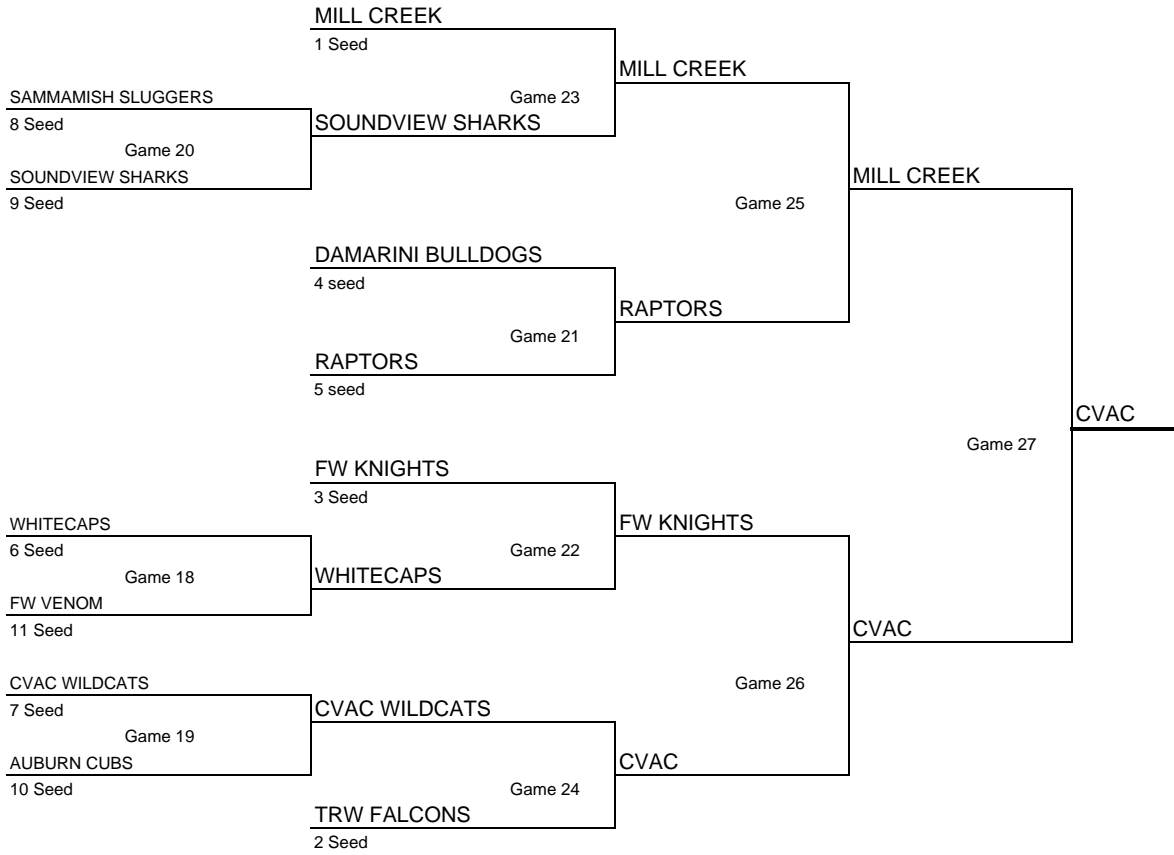 MILL CREEK
1 Seed
MILL CREEK
SAMMAMISH SLUGGERS
Game 23
8 Seed
SOUNDVIEW SHARKS
Game 20
SOUNDVIEW SHARKS
MILL CREEK
9 Seed
Game 25
DAMARINI BULLDOGS
4 seed
RAPTORS
Game 21
RAPTORS
5 seed
CVAC
Game 27
FW KNIGHTS
3 Seed
WHITECAPS
FW KNIGHTS
6 Seed
Game 22
Game 18
WHITECAPS
FW VENOM
11 Seed
CVAC
CVAC WILDCATS
Game 26
7 Seed
CVAC WILDCATS
Game 19
AUBURN CUBS
CVAC
10 Seed
Game 24
TRW FALCONS
2 Seed